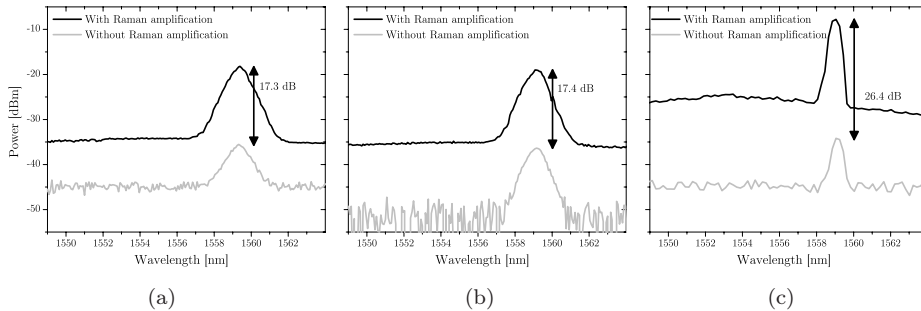 With Raman amplification
Without Raman amplification
17.3 dB
-5
-20
-30
-40
-50
Power [dBm]
1550 1552 1554 1556 1558 1560 1562
Wavelength [nm]
(a)
With Raman amplification
Without Raman amplification
17.4 dB
1550 1552 1554 1556 1558 1560 1562
Wavelength [nm]
(b)
With Raman amplification
Without Raman amplification
26.4 dB
1550 1552 1554 1556 1558 1560 1562
Wavelength [nm]
(c)